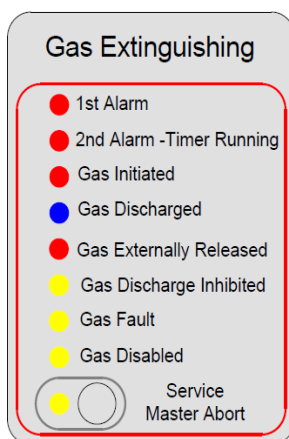 Gas Extinguishing
1st Alarm
2nd Alarm -Timer Running
Gas Initiated
Gas Discharged
Gas Externally Released
Gas Discharge Inhibited
Gas Fault
Gas Disabled
Service
Master Abort